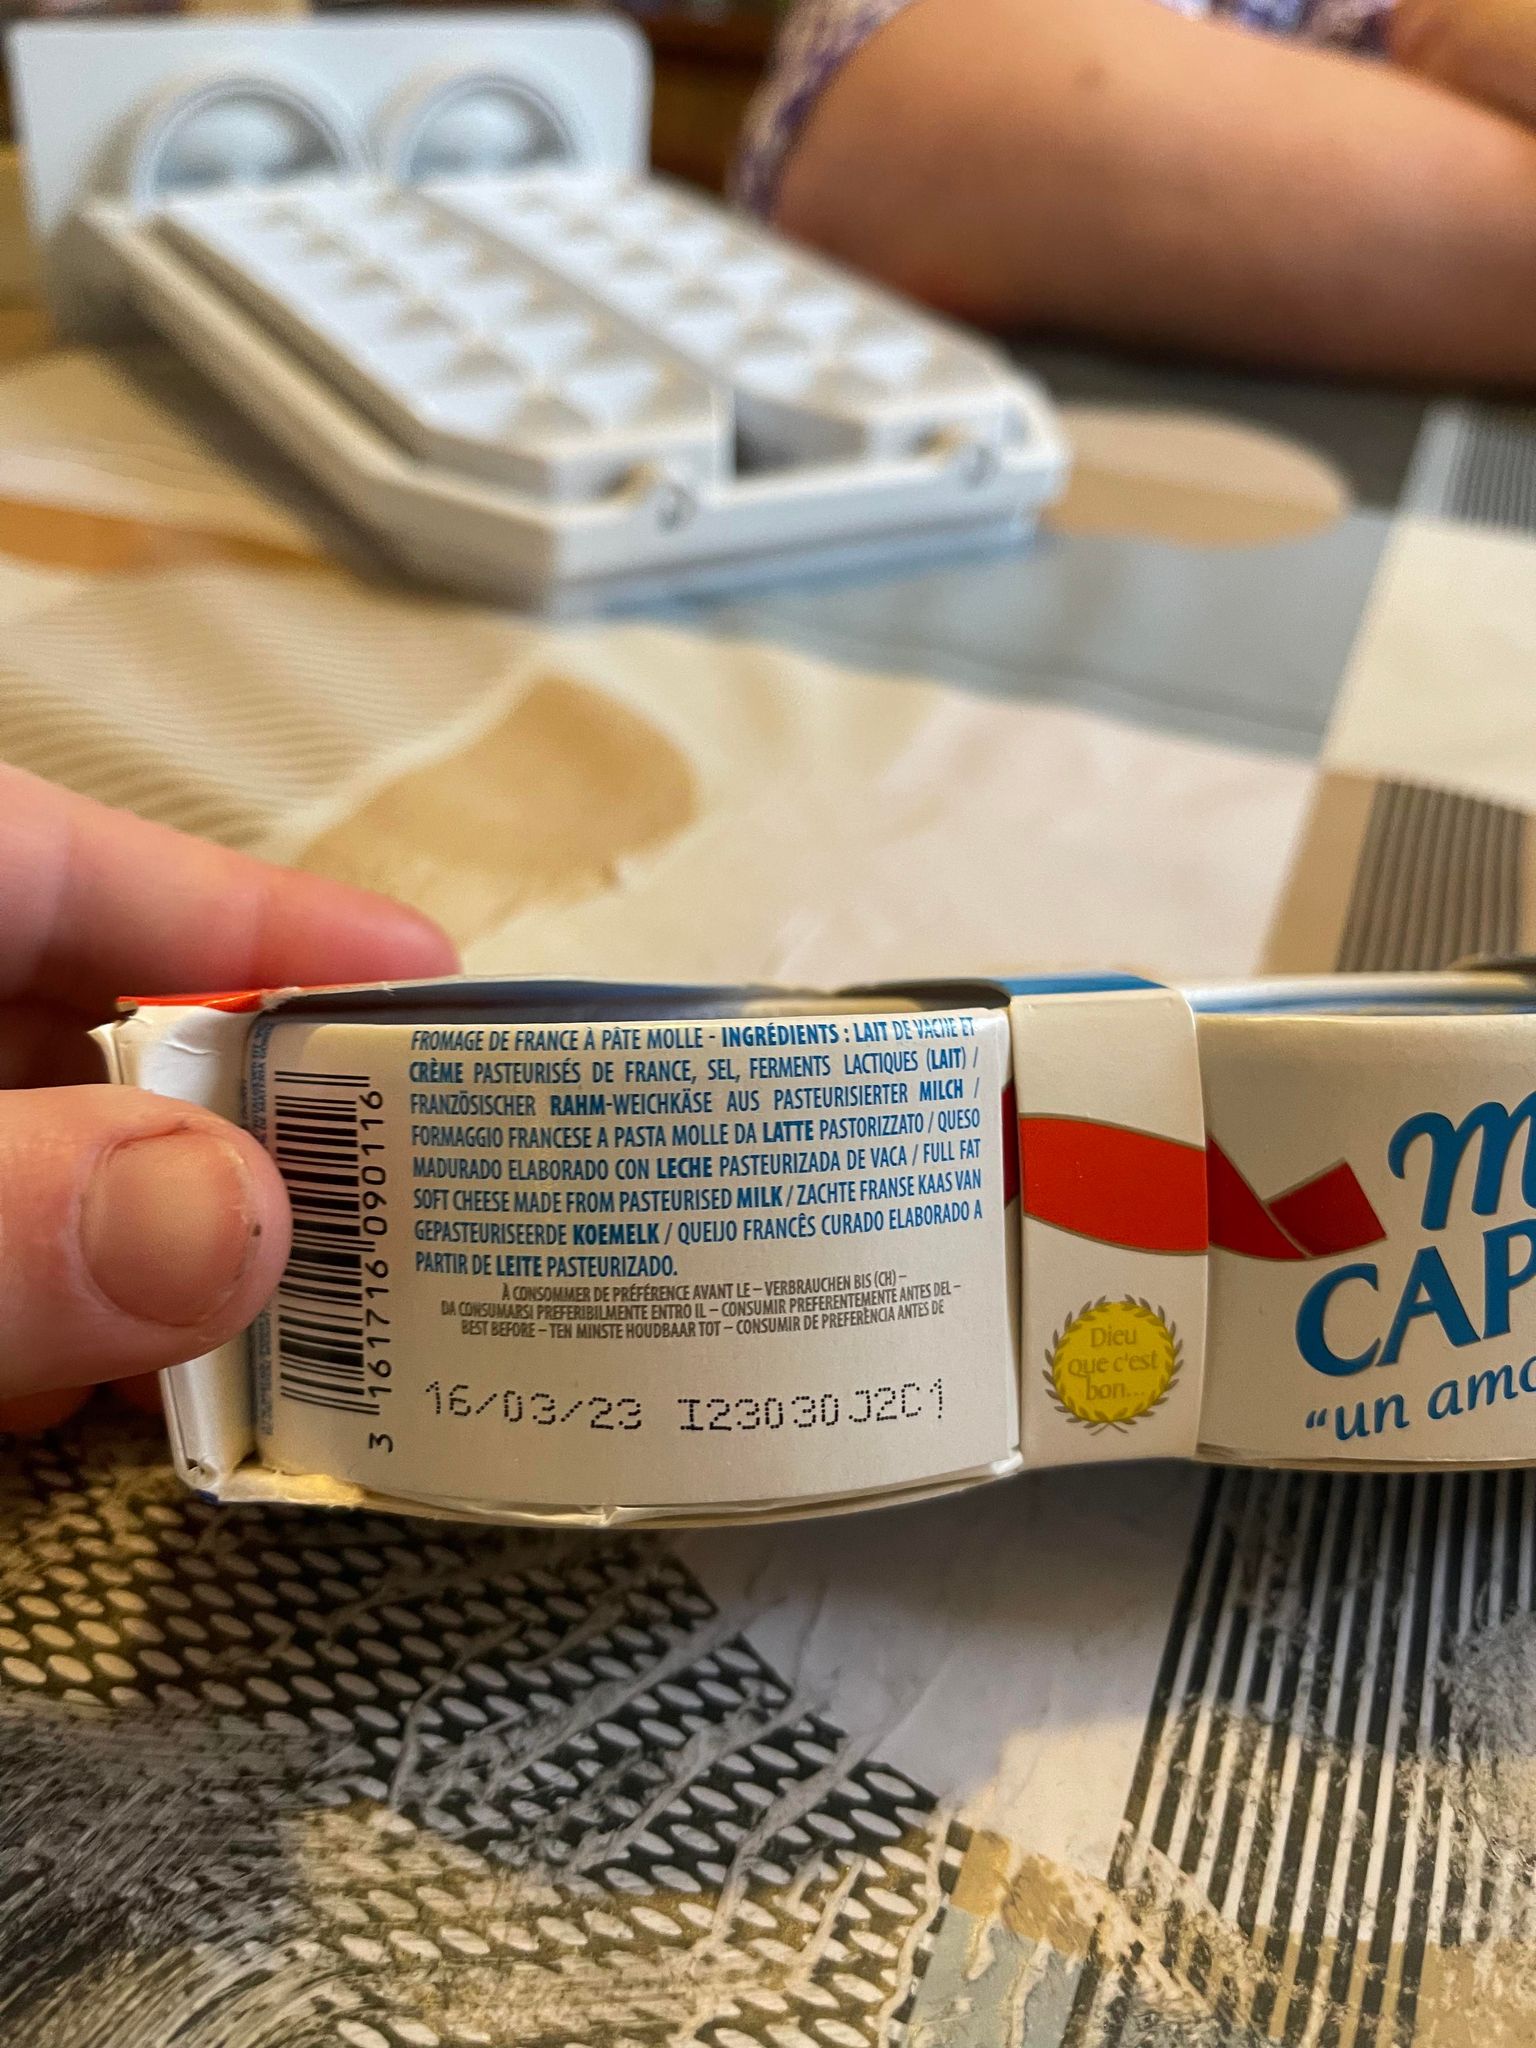 FROMAGE DE FRANCE À PÂTE MOLLE - INGRÉDIENTS : LAIT DE VACHE ET
CRÈME PASTEURISÉS DE FRANCE, SEL, FERMENTS LACTIQUES (LAIT) /
FRANZÖSISCHER RAHM-WEICHKÄSE AUS PASTEURISIERTER MILCH /
FORMAGGIO FRANCESE A PASTA MOLLE DA LATTE PASTORIZZATO / QUESO
MADURADO ELABORADO CON LECHE PASTEURIZADA DE VACA / FULL FAT
SOFT CHEESE MADE FROM PASTEURISED MILK / ZACHTE FRANSE KAAS VAN
GEPASTEURISEERDE KOEMELK / QUEIJO FRANCÊS CURADO ELABORADO A
PARTIR DE LEITE PASTEURIZADO.
À CONSOMMER DE PRÉFÉRENCE AVANT LE – VERBRAUCHEN BIS (CH) –
DA CONSUMARSI PREFERIBILMENTE ENTRO IL – CONSUMIR PREFERENTEMENTE ANTES DEL –
BEST BEFORE – TEN MINSTE HOUDBAAR TOT – CONSUMIR DE PREFERÊNCIA ANTES DE
16/03/23 I23030J2C1
3 161716 090116
Dieu
que c'est
bon...
m
CAP
"un amo